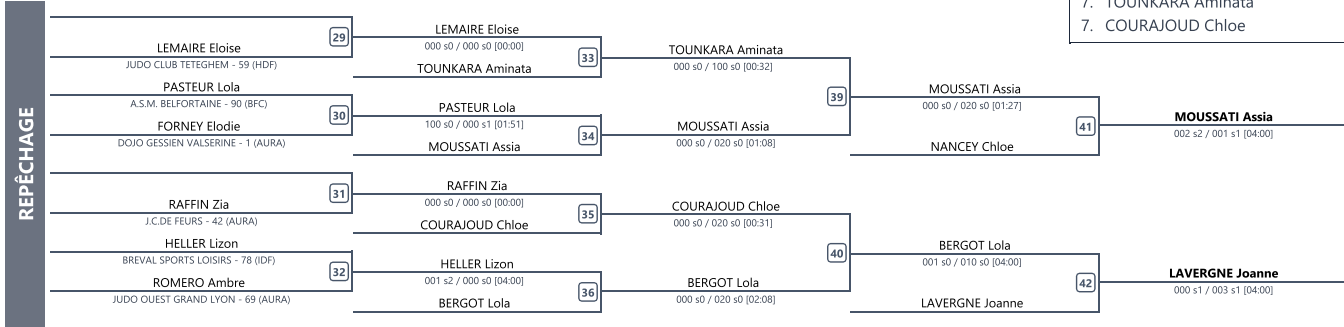 7. TOUNKARA Aminata
7. COURAJOUD Chloe
REPÊCHAGE
29
LEMAIRE Eloise
JUDO CLUB TETEGHEM - 59 (HDF)
PASTEUR Lola
A.S.M. BELFORTAINE - 90 (BFC)
30
FORNEY Elodie
DOJO GESSIEN VALSERINE - 1 (AURA)
31
RAFFIN Zia
J.C.DE FEURS - 42 (AURA)
HELLER Lizon
BREVAL SPORTS LOISIRS - 78 (IDF)
32
ROMERO Ambre
JUDO OUEST GRAND LYON - 69 (AURA)
LEMAIRE Eloise
000 s0 / 000 s0 [00:00]
33
TOUNKARA Aminata
PASTEUR Lola
100 s0 / 000 s1 [01:51]
34
MOUSSATI Assia
RAFFIN Zia
000 s0 / 000 s0 [00:00]
35
COURAJOUD Chloe
HELLER Lizon
001 s2 / 000 s0 [04:00]
36
BERGOT Lola
TOUNKARA Aminata
000 s0 / 100 s0 [00:32]
39
MOUSSATI Assia
000 s0 / 020 s0 [01:08]
COURAJOUD Chloe
000 s0 / 020 s0 [00:31]
40
BERGOT Lola
000 s0 / 020 s0 [02:08]
MOUSSATI Assia
000 s0 / 020 s0 [01:27]
41
NANCEY Chloe
BERGOT Lola
001 s0 / 010 s0 [04:00]
42
LAVERGNE Joanne
MOUSSATI Assia
002 s2 / 001 s1 [04:00]
LAVERGNE Joanne
000 s1 / 003 s1 [04:00]